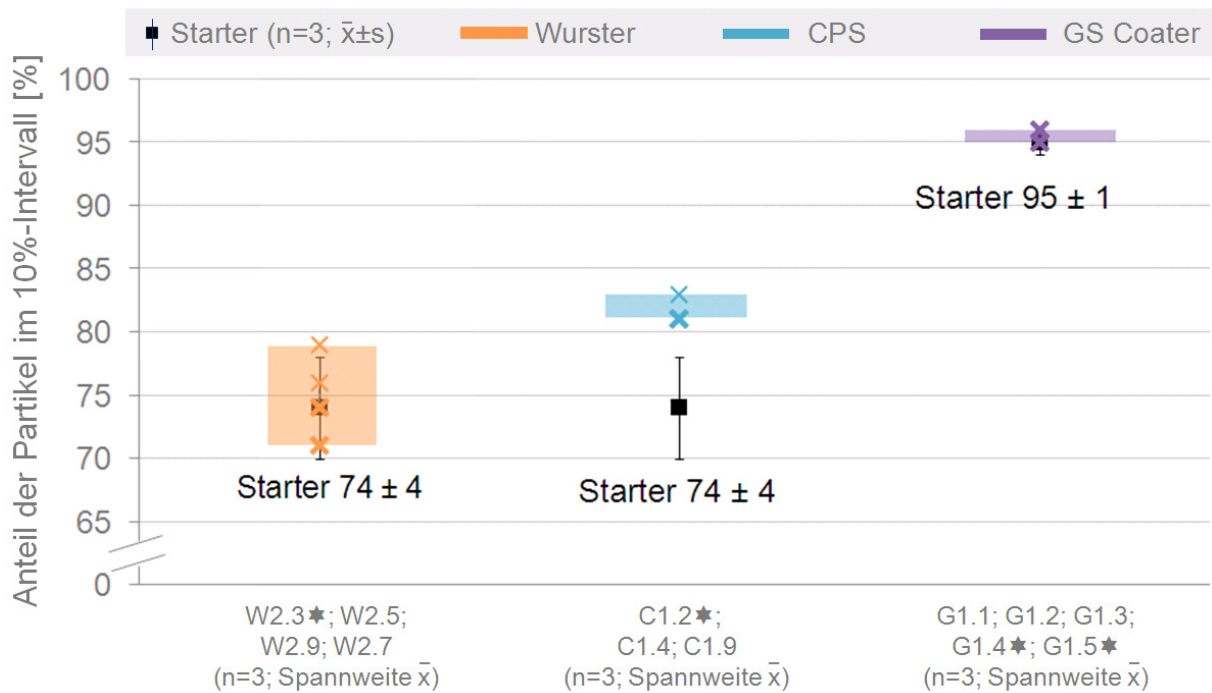 Starter (n=3; x̄±s) Wurster CPS GS Coater
Anteil der Partikel im 10%-Intervall [%]
100
95
90
85
80
75
70
65
0
Starter 74 ± 4
Starter 74 ± 4
Starter 95 ± 1
W2.3✶; W2.5;
W2.9; W2.7
(n=3; Spannweite x̄)
C1.2✶;
C1.4; C1.9
(n=3; Spannweite x̄)
G1.1; G1.2; G1.3;
G1.4✶; G1.5✶
(n=3; Spannweite x̄)